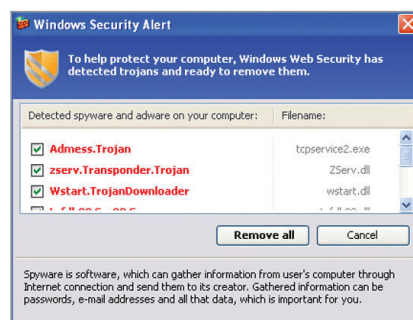 Windows Security Alert
To help protect your computer, Windows Web Security has
detected trojans and ready to remove them.
Detected spyware and adware on your computer: Filename:
Admess.Trojan tcpservice2.exe
zserv.Transponder.Trojan ZServ.dll
Wstart.TrojanDownloader wstart.dll
Remove all Cancel
Spyware is software, which can gather information from user's computer through
Internet connection and send them to its creator. Gathered information can be
passwords, e-mail addresses and all that data, which is important for you.